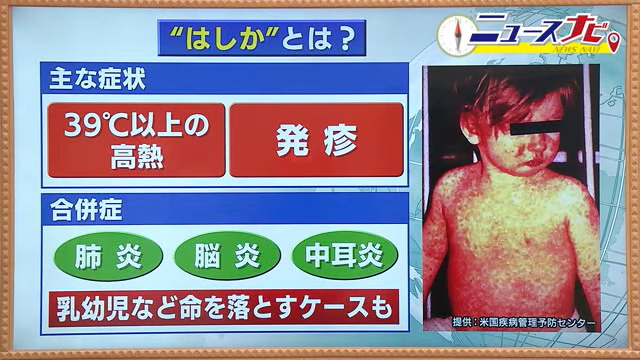 “はしか”とは？
ニュースナビ
NEWS NAVI
主な症状
39℃以上の
高熱
発疹
合併症
肺炎
脳炎
中耳炎
乳幼児など命を落とすケースも
提供：米国疾病管理予防センター